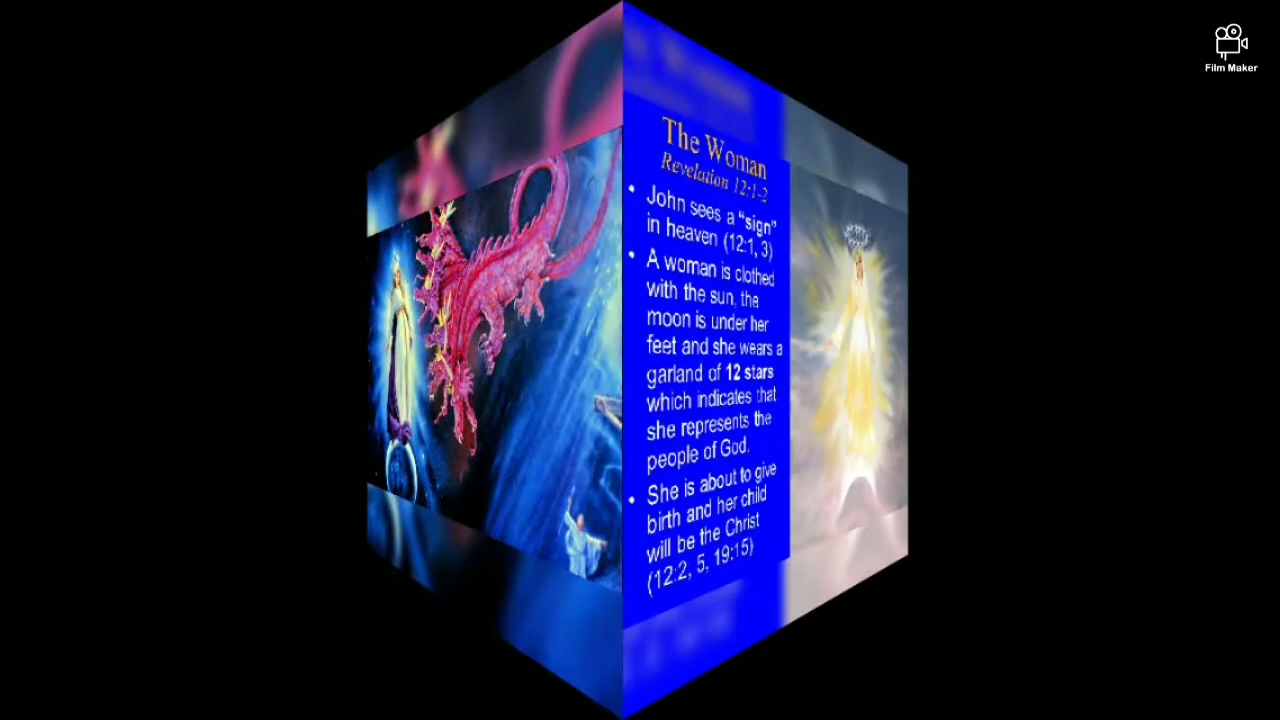 Film Maker
The Woman
Revelation 12:1-2
• John sees a “sign”
in heaven (12:1, 3)
• A woman is clothed
with the sun, the
moon is under her
feet and she wears a
garland of 12 stars
which indicates that
she represents the
people of God.
• She is about to give
birth and her child
will be the Christ
(12:2, 5, 19:15)